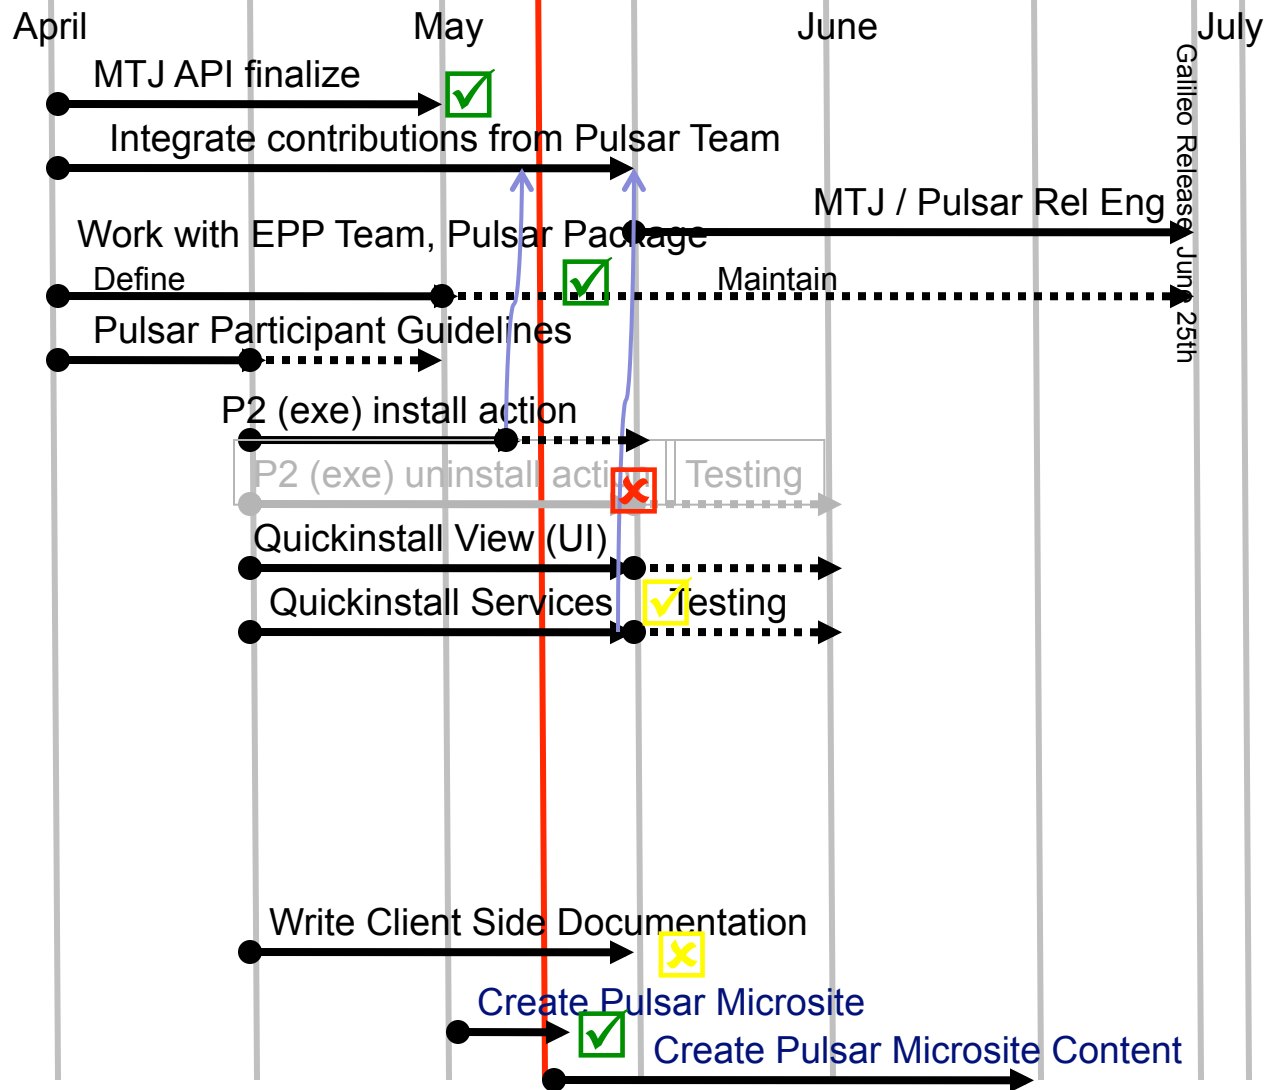 April
May
June
July
MTJ API finalize
Integrate contributions from Pulsar Team
MTJ / Pulsar Rel Eng
Work with EPP Team, Pulsar Package
Define
Maintain
Galileo Release, June 25th
Pulsar Participant Guidelines
P2 (exe) install action
P2 (exe) uninstall action
Testing
Quickinstall View (UI)
Quickinstall Services
Testing
Write Client Side Documentation
Create Pulsar Microsite
Create Pulsar Microsite Content